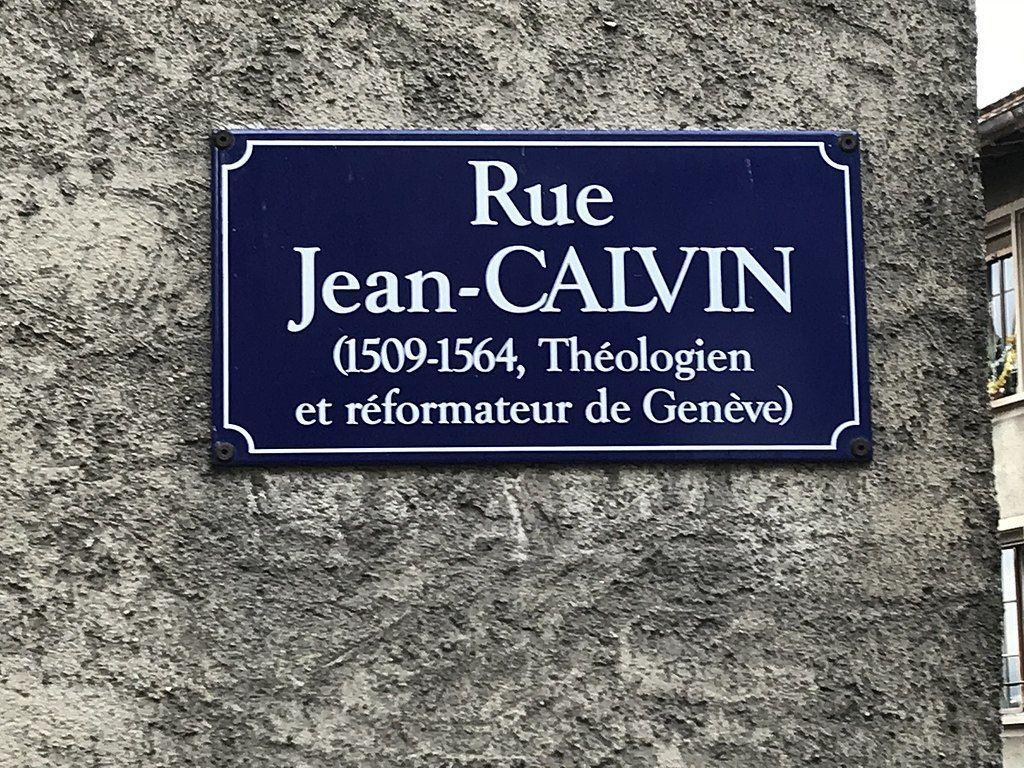 Rue
Jean-CALVIN
(1509-1564, Théologien
et réformateur de Genève)